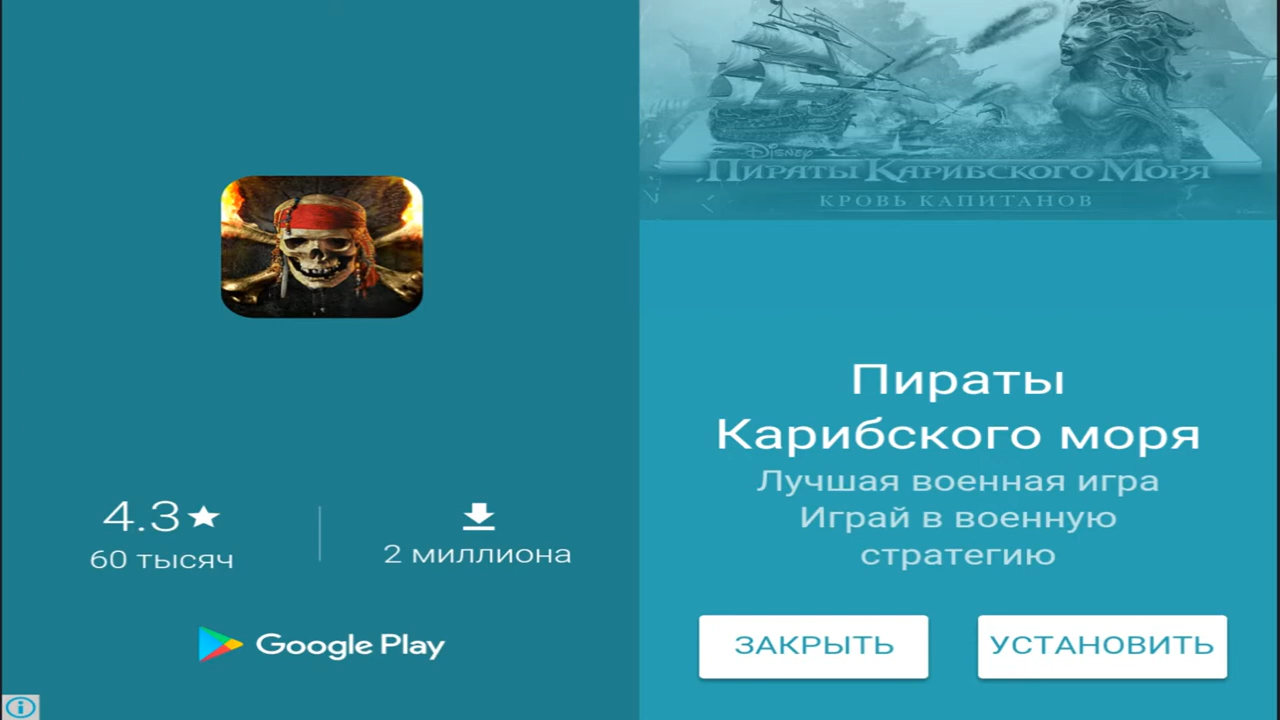 4.3
60 тысяч
2 миллиона
Google Play
Disney
Пираты Карибского Моря
КРОВЬ КАПИТАНОВ
Пираты
Карибского моря
Лучшая военная игра
Играй в военную
стратегию
ЗАКРЫТЬ
УСТАНОВИТЬ